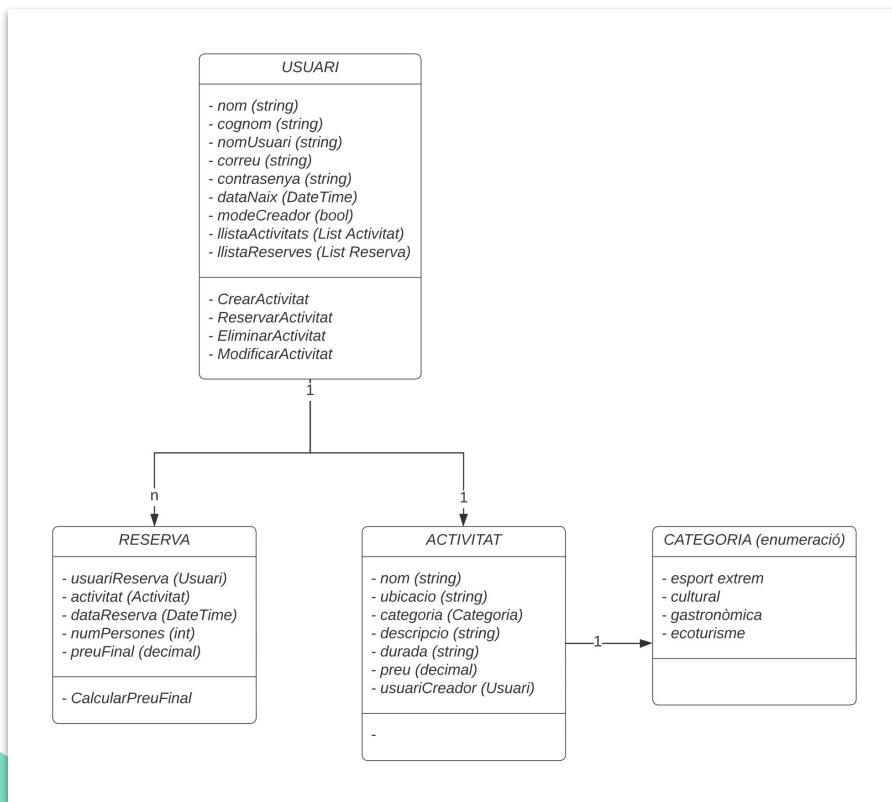 USUARI
- nom (string)
- cognom (string)
- nomUsuari (string)
- correu (string)
- contrasenya (string)
- dataNaix (DateTime)
- modeCreador (bool)
- llistaActivitats (List Activitat)
- llistaReserves (List Reserva)
- CrearActivitat
- ReservarActivitat
- EliminarActivitat
- ModificarActivitat
1
n
1
RESERVA
- usuariReserva (Usuari)
- activitat (Activitat)
- dataReserva (DateTime)
- numPersones (int)
- preuFinal (decimal)
- CalcularPreuFinal
ACTIVITAT
- nom (string)
- ubicacio (string)
- categoria (Categoria)
- descripcio (string)
- durada (string)
- preu (decimal)
- usuariCreador (Usuari)
-
1
CATEGORIA (enumeració)
- esport extrem
- cultural
- gastronòmica
- ecoturisme